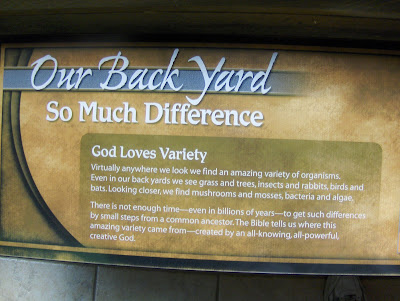 Our Back Yard
So Much Difference
God Loves Variety
Virtually anywhere we look we find an amazing variety of organisms.
Even in our back yards we see grass and trees, insects and rabbits, birds and
bats. Looking closer, we find mushrooms and mosses, bacteria and algae.
There is not enough time—even in billions of years—to get such differences
by small steps from a common ancestor. The Bible tells us where this
amazing variety came from—created by an all-knowing, all-powerful,
creative God.